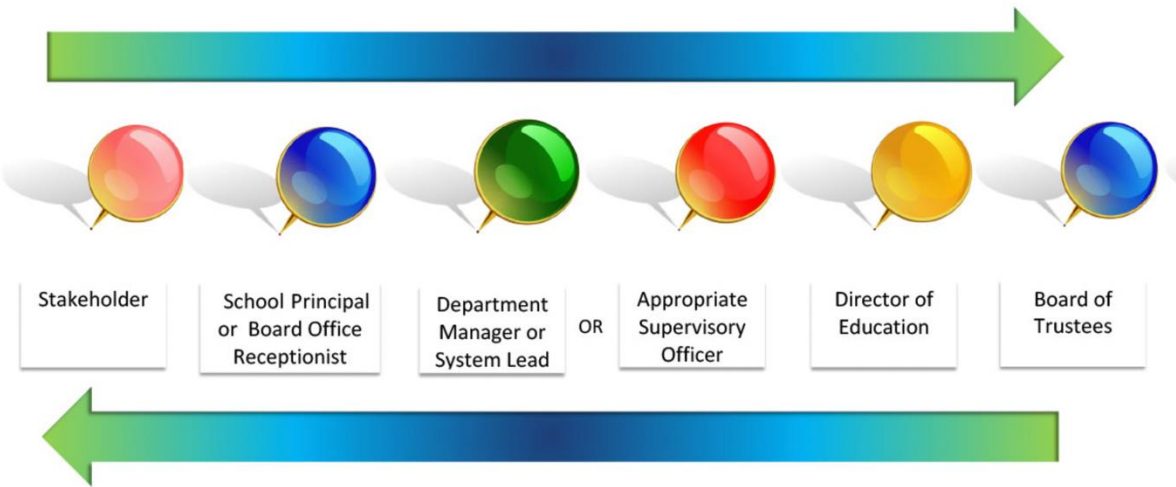 Stakeholder
School Principal
or Board Office
Receptionist
Department
Manager or
System Lead
OR
Appropriate
Supervisory
Officer
Director of
Education
Board of
Trustees